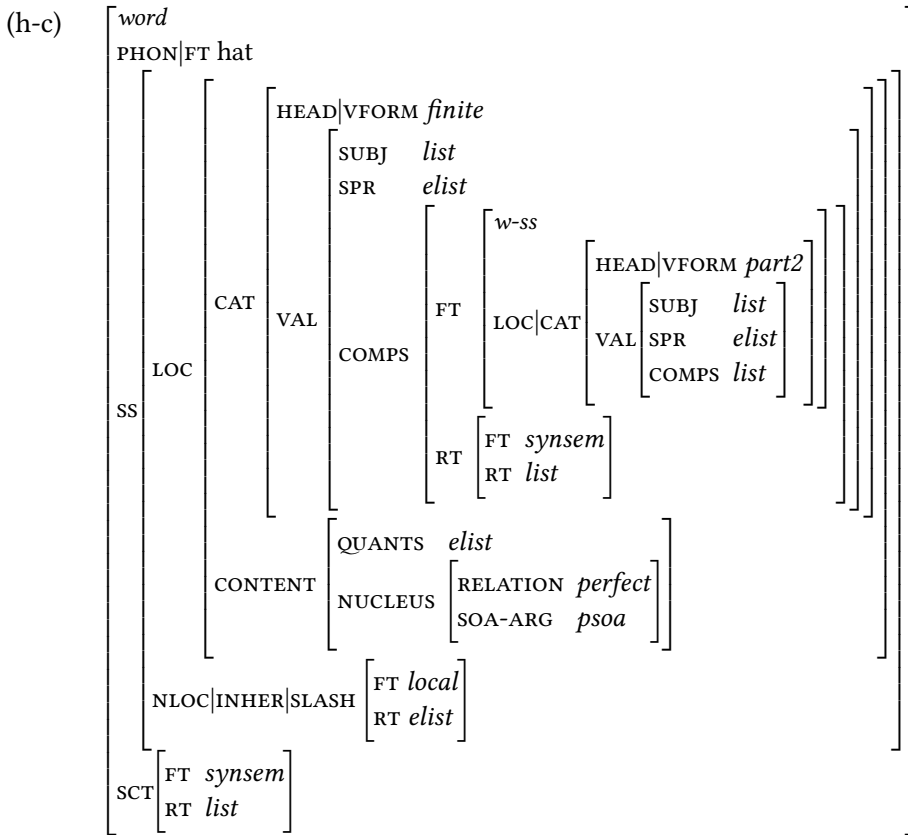 (h-c)
word
PHON|FT hat
HEAD|VFORM finite
SUBJ list
SPR elist
w-ss
HEAD|VFORM part2
SUBJ list
CAT
FT
LOC|CAT
VAL
SPR elist
VAL
COMPS
COMPS list
LOC
SS
RT
FT synsem
RT list
QUANTS elist
CONTENT
RELATION perfect
NUCLEUS
SOA-ARG psoa
NLOC|INHER|SLASH
FT local
RT elist
SCT
FT synsem
RT list